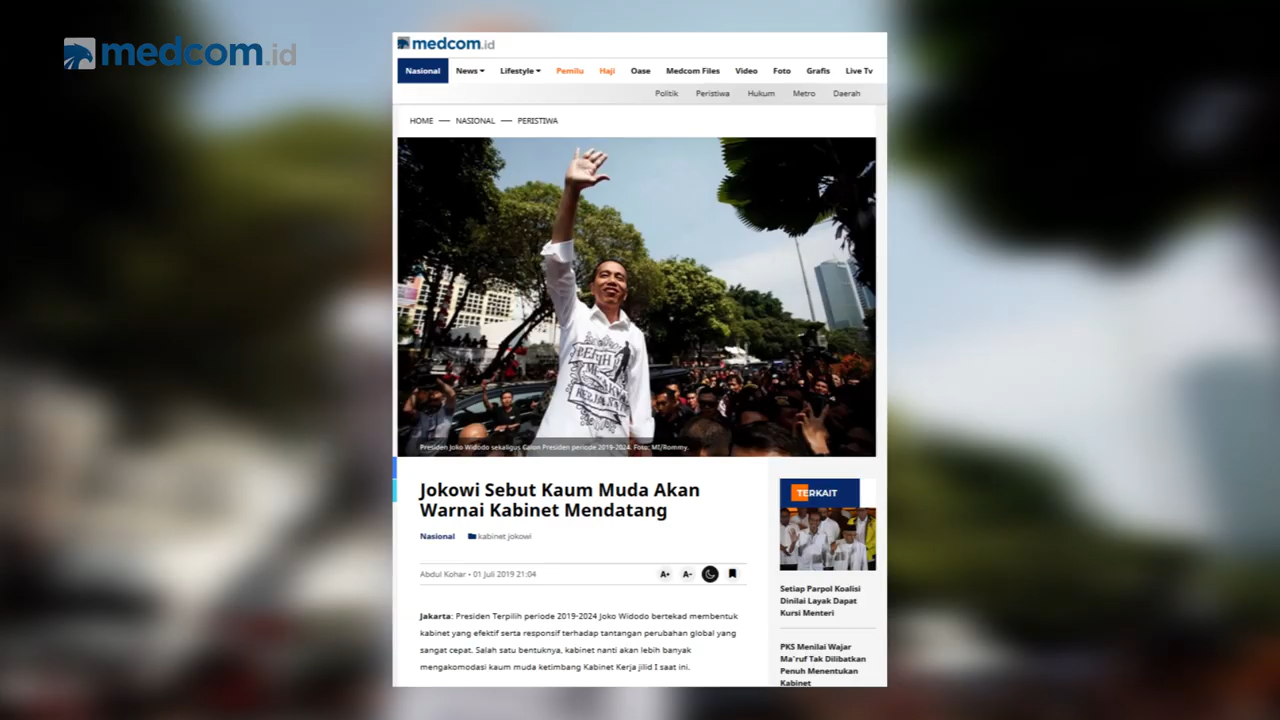 medcom.id
medcom.id
Nasional News Lifestyle Pemilu Haji Oase Medcom Files Video Foto Grafis Live Tv
Politik Peristiwa Hukum Metro Daerah
HOME — NASIONAL — PERISTIWA
Presiden Joko Widodo sekaligus Calon Presiden periode 2019-2024. Foto: MI/Rommy.
Jokowi Sebut Kaum Muda Akan
Warnai Kabinet Mendatang
Nasional kabinet jokowi
Abdul Kohar • 01 Juli 2019 21:04
A+ A-
Jakarta: Presiden Terpilih periode 2019-2024 Joko Widodo bertekad membentuk
kabinet yang efektif serta responsif terhadap tantangan perubahan global yang
sangat cepat. Salah satu bentuknya, kabinet nanti akan lebih banyak
mengakomodasi kaum muda ketimbang Kabinet Kerja jilid I saat ini.
TERKAIT
Setiap Parpol Koalisi
Dinilai Layak Dapat
Kursi Menteri
PKS Menilai Wajar
Ma'ruf Tak Dilibatkan
Penuh Menentukan
Kabinet